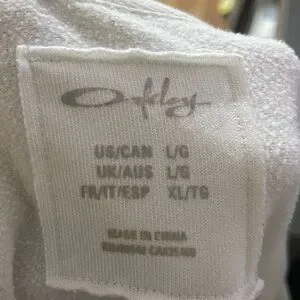 Oakley
US/CAN L/G
UK/AUS L/G
FR/IT/ESP XL/TG
MADE IN CHINA